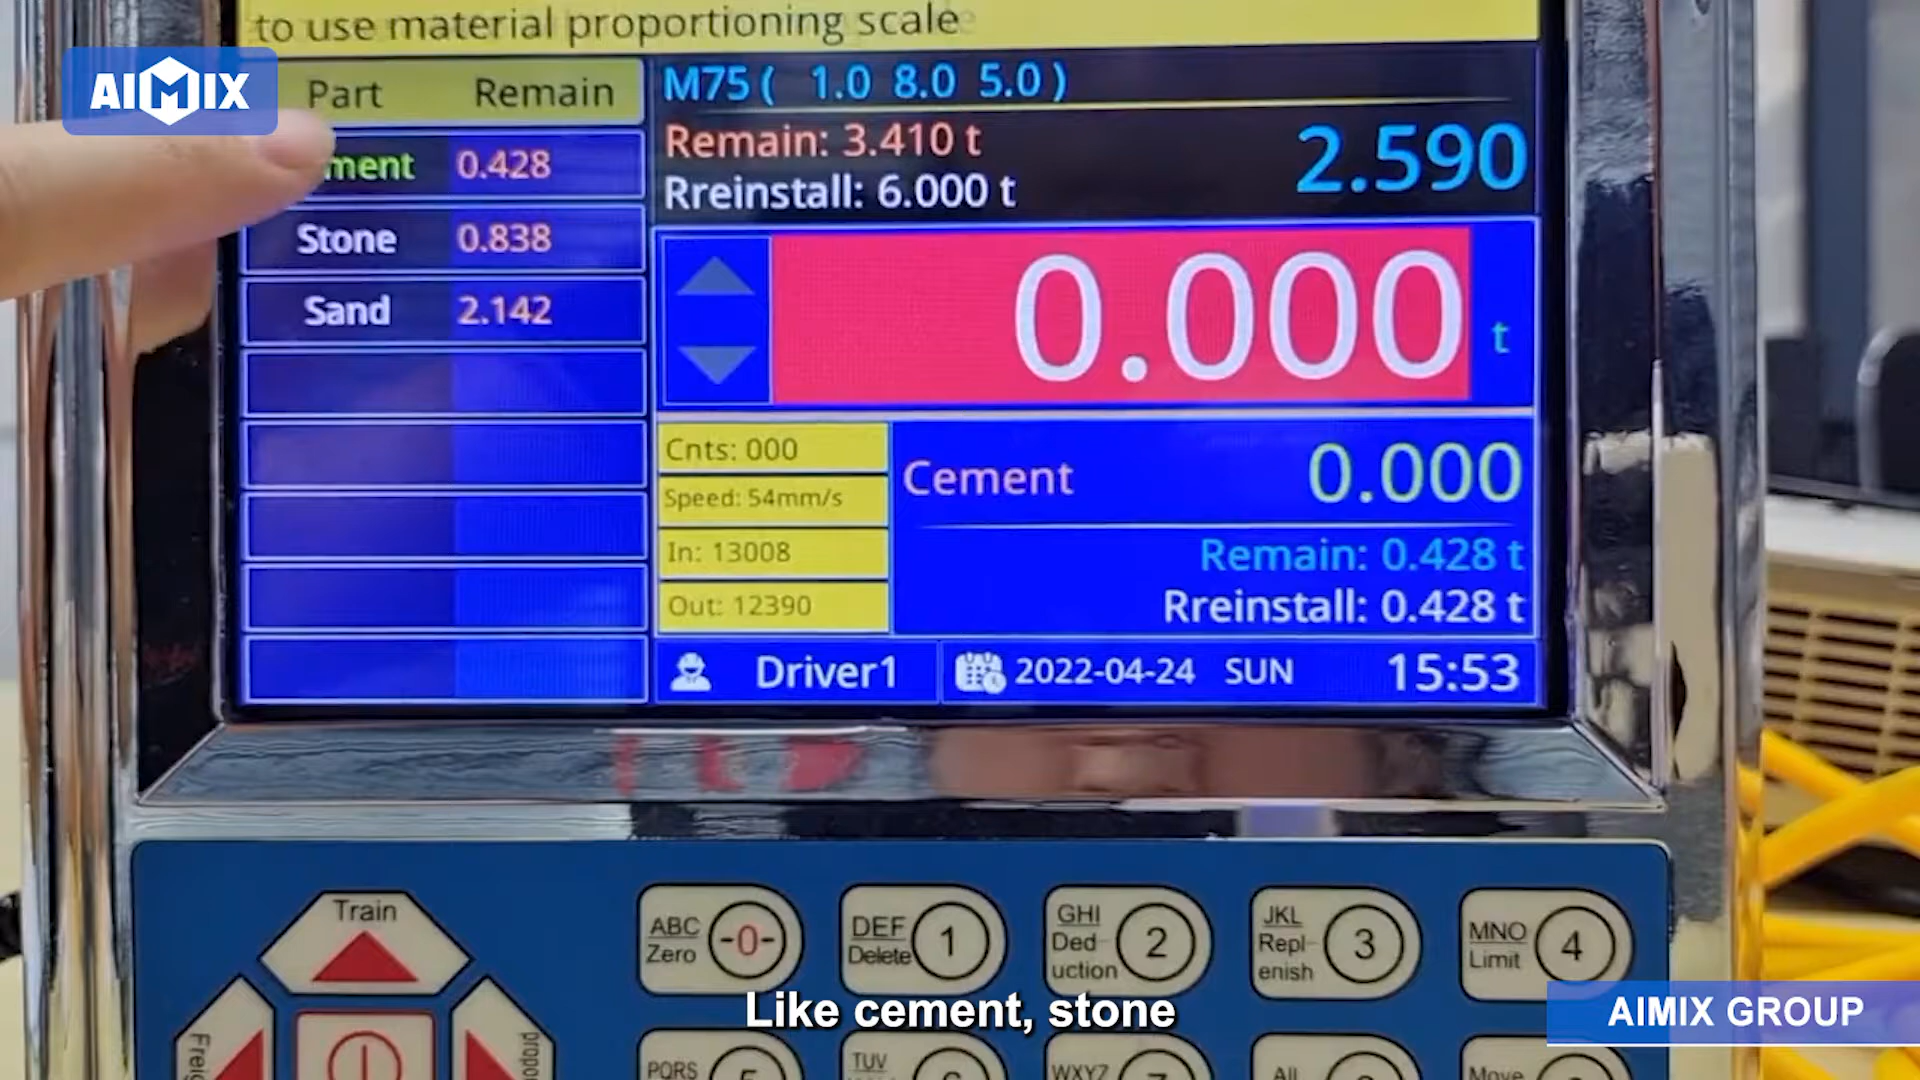 to use material proportioning scale
AIMIX
Part Remain
ment 0.428
Stone 0.838
Sand 2.142
M75 ( 1.0 8.0 5.0 )
Remain: 3.410 t
Rreinstall: 6.000 t
2.590
0.000 t
Cnts: 000
Speed: 54mm/s
In: 13008
Out: 12390
Cement 0.000
Remain: 0.428 t
Rreinstall: 0.428 t
Driver1 2022-04-24 SUN 15:53
Train
ABC
Zero
-0-
DEF
Delete
1
GHI
Ded-
uction
2
JKL
Repl-
enish
3
MNO
Limit
4
Like cement, stone
AIMIX GROUP
PQRS
TUV
WXYZ
All
Move